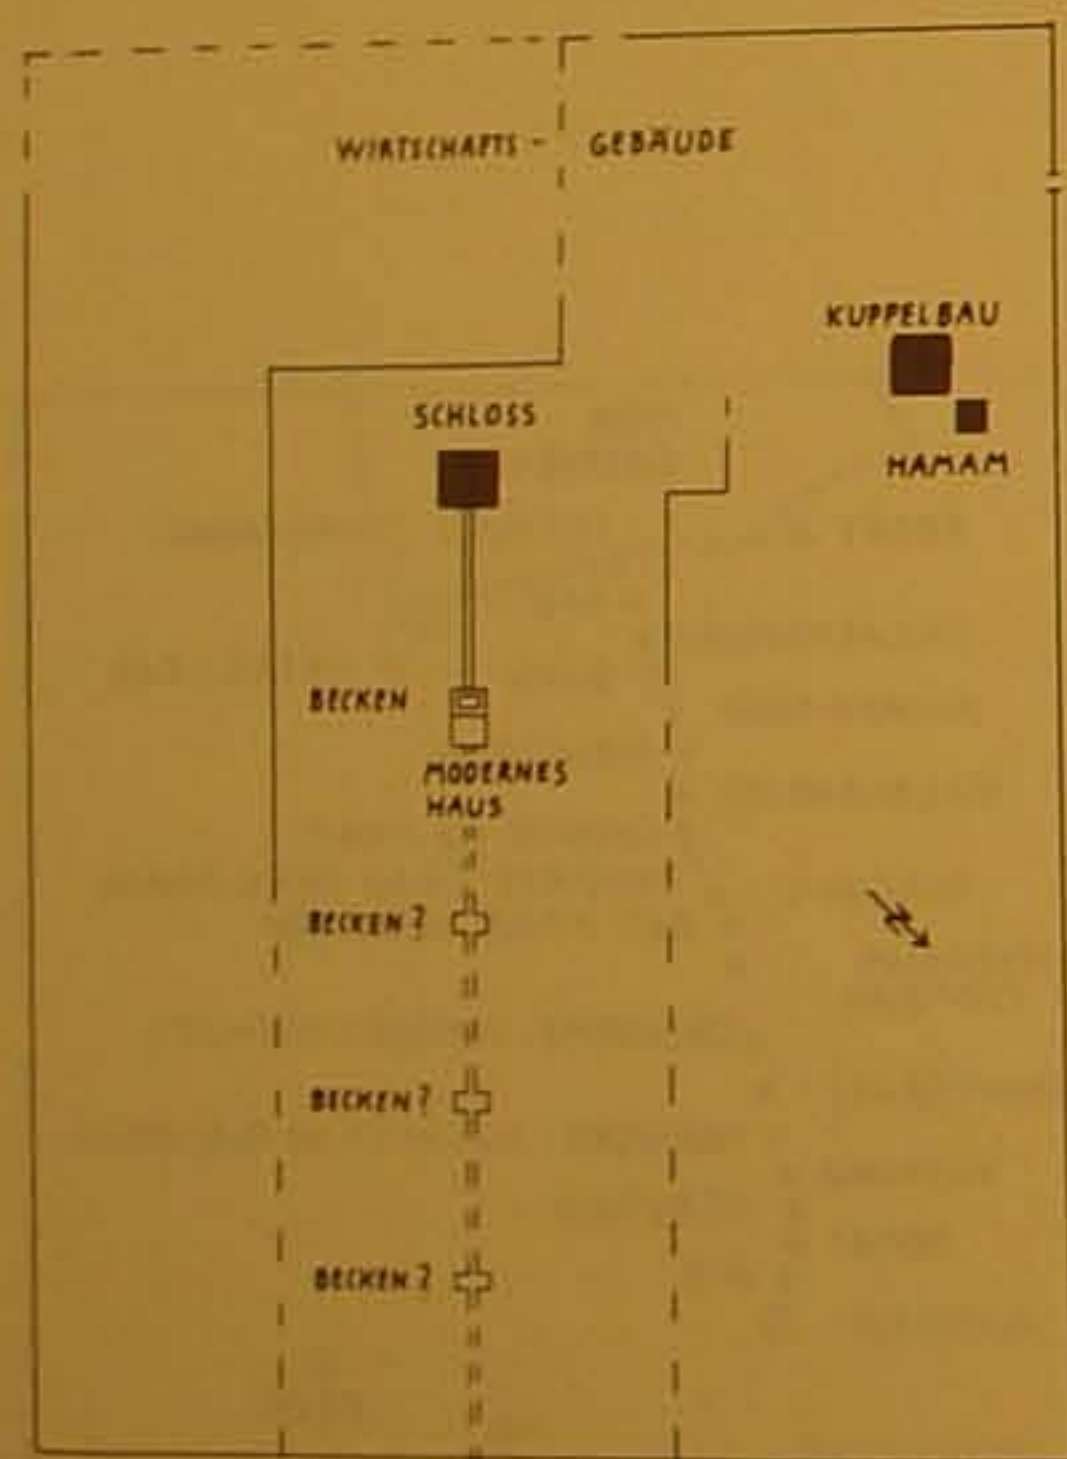 WIRTSCHAFTS- GEBÄUDE
KUPPELBAU
SCHLOSS
HAMAM
BECKEN
MODERNES
HAUS
BECKEN?
BECKEN?
BECKEN?